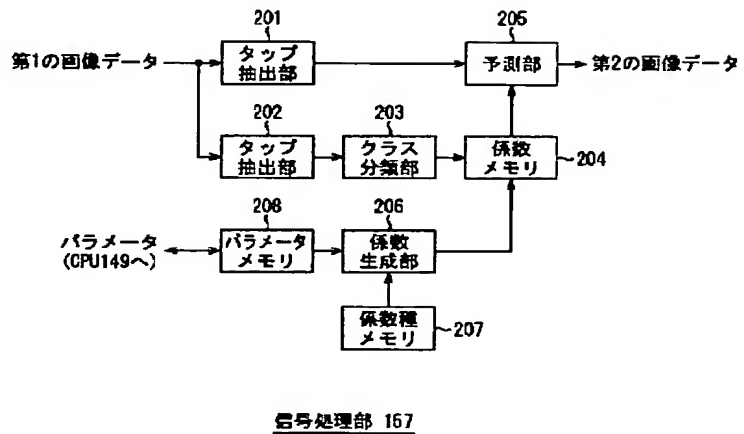 201
205
第1の画像データ
タップ
抽出部
予測部
第2の画像データ
202
203
タップ
抽出部
クラス
分類部
係数
メモリ
204
208
206
パラメータ
(CPU149へ)
パラメータ
メモリ
係数
生成部
係数種
メモリ
207
信号処理部 167